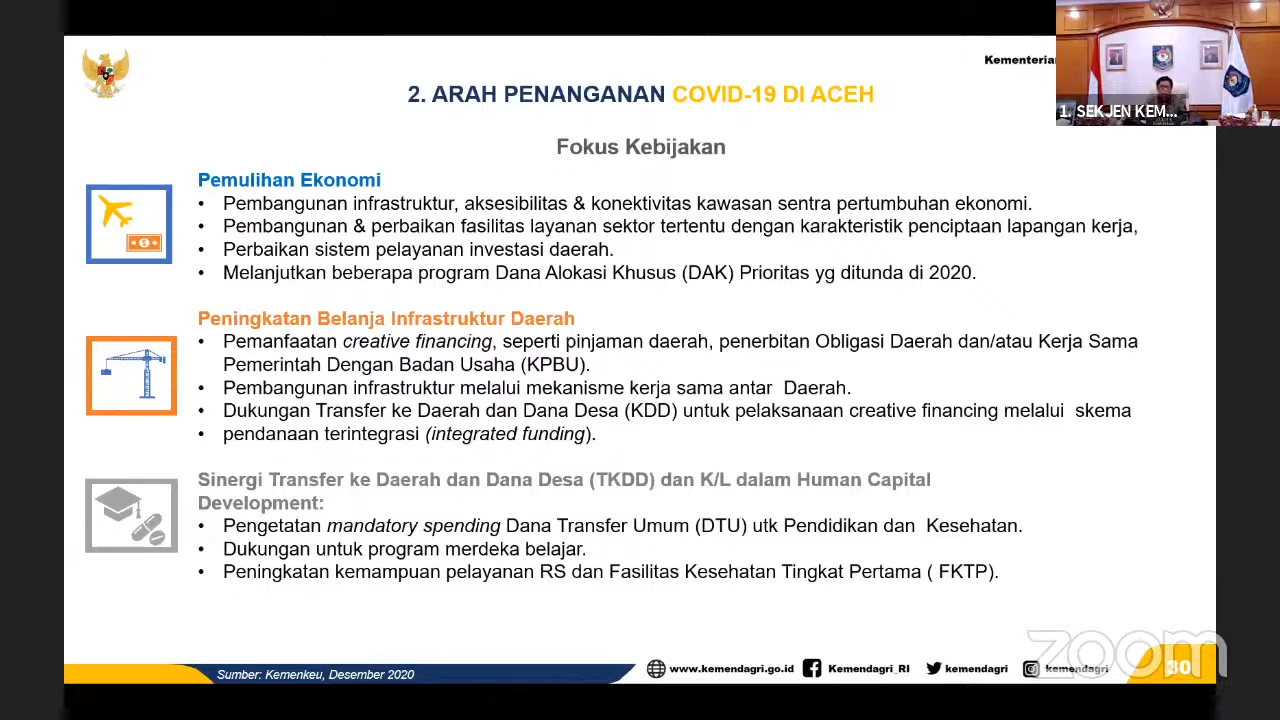 Kementerian
2. ARAH PENANGANAN COVID-19 DI ACEH
1. SEKJEN KEM...
Fokus Kebijakan
Pemulihan Ekonomi
• Pembangunan infrastruktur, aksesibilitas & konektivitas kawasan sentra pertumbuhan ekonomi.
• Pembangunan & perbaikan fasilitas layanan sektor tertentu dengan karakteristik penciptaan lapangan kerja,
• Perbaikan sistem pelayanan investasi daerah.
• Melanjutkan beberapa program Dana Alokasi Khusus (DAK) Prioritas yg ditunda di 2020.
Peningkatan Belanja Infrastruktur Daerah
• Pemanfaatan creative financing, seperti pinjaman daerah, penerbitan Obligasi Daerah dan/atau Kerja Sama
Pemerintah Dengan Badan Usaha (KPBU).
• Pembangunan infrastruktur melalui mekanisme kerja sama antar Daerah.
• Dukungan Transfer ke Daerah dan Dana Desa (KDD) untuk pelaksanaan creative financing melalui skema
• pendanaan terintegrasi (integrated funding).
Sinergi Transfer ke Daerah dan Dana Desa (TKDD) dan K/L dalam Human Capital
Development:
• Pengetatan mandatory spending Dana Transfer Umum (DTU) utk Pendidikan dan Kesehatan.
• Dukungan untuk program merdeka belajar.
• Peningkatan kemampuan pelayanan RS dan Fasilitas Kesehatan Tingkat Pertama ( FKTP).
Sumber: Kemenkeu, Desember 2020
www.kemendagri.go.id Kemendagri_RI kemendagri kemendagri
30
zoom